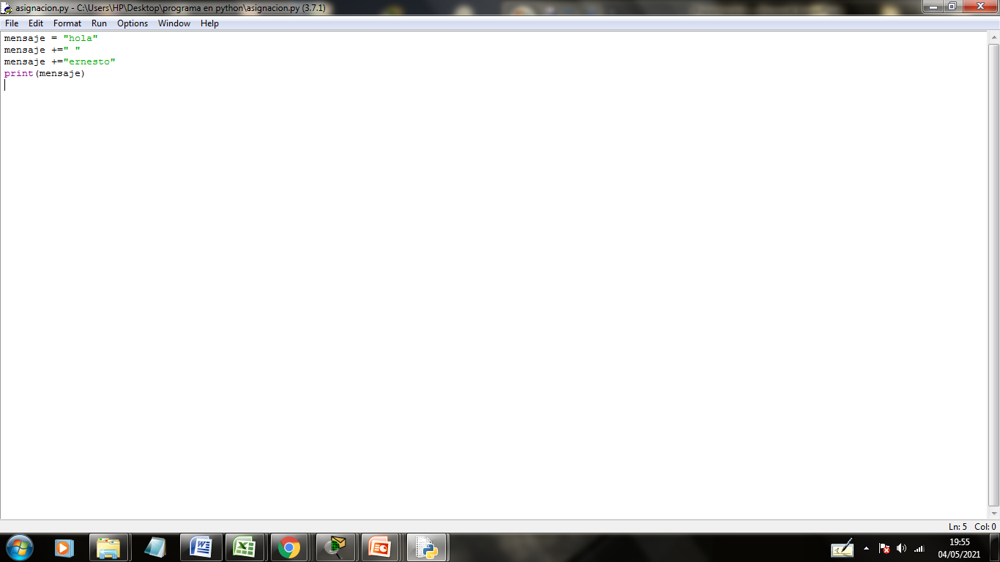 asignacion.py - C:\Users\HP\Desktop\programa en python\asignacion.py (3.7.1)
File Edit Format Run Options Window Help
mensaje = "hola"
mensaje +=" "
mensaje +="ernesto"
print(mensaje)
Ln: 5 Col: 0
19:55
04/05/2021